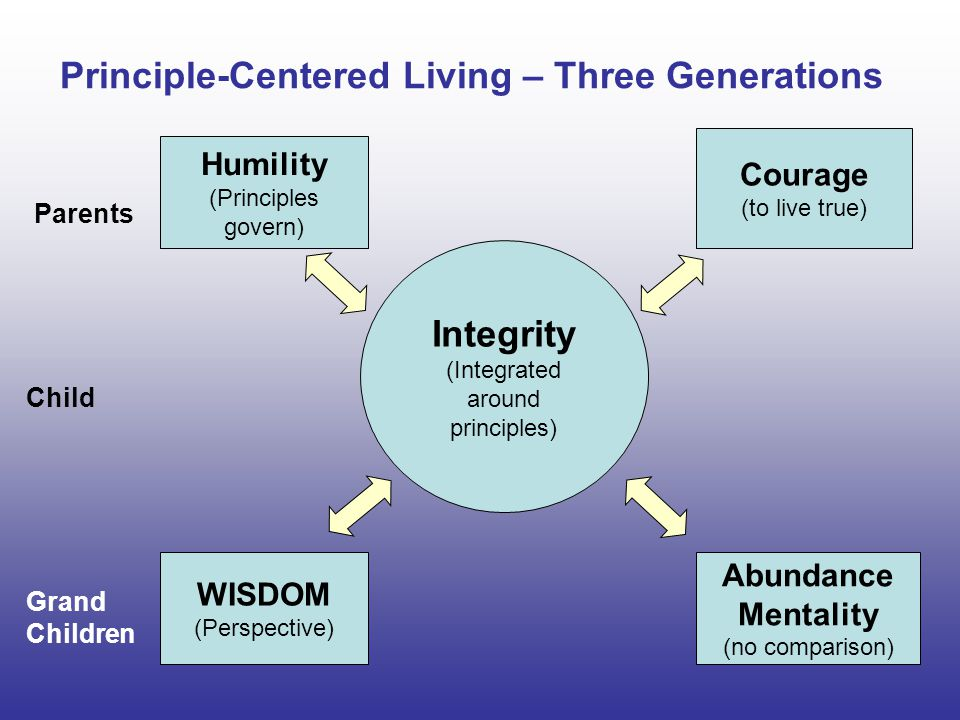 Principle-Centered Living – Three Generations
Humility
(Principles
govern)
Courage
(to live true)
Parents
Integrity
(Integrated
around
principles)
Child
WISDOM
(Perspective)
Abundance
Mentality
(no comparison)
Grand
Children